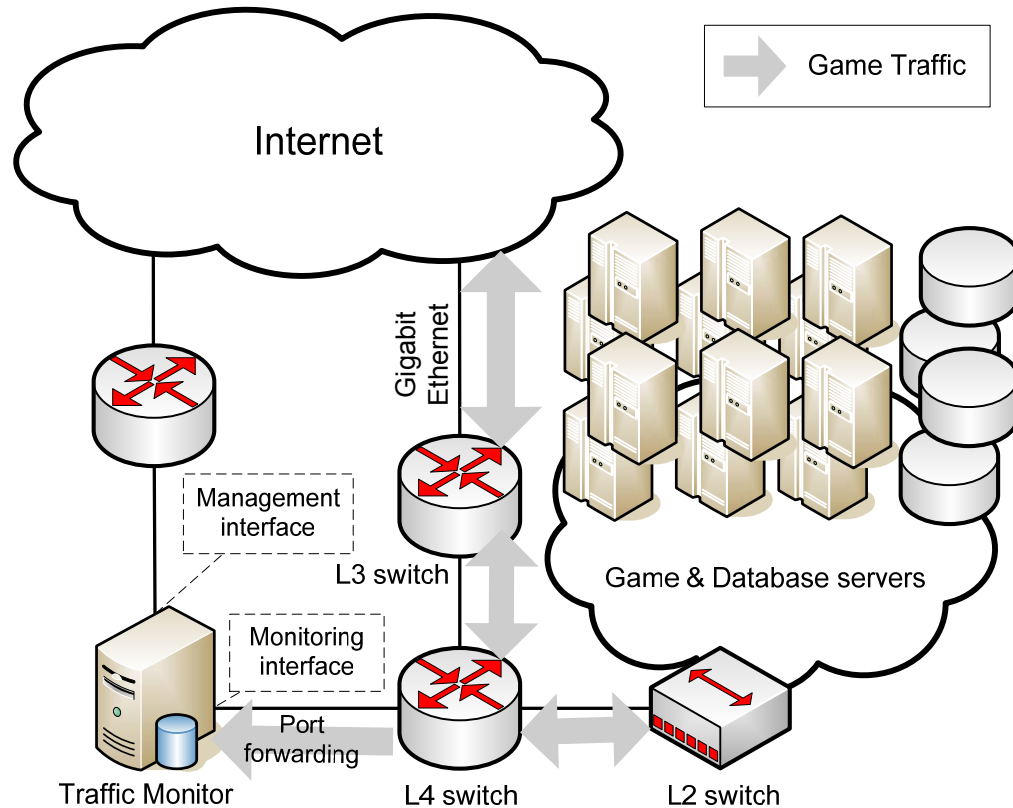 Game Traffic
Internet
Gigabit
Ethernet
Management
interface
L3 switch
Game & Database servers
Monitoring
interface
Port
forwarding
Traffic Monitor
L4 switch
L2 switch